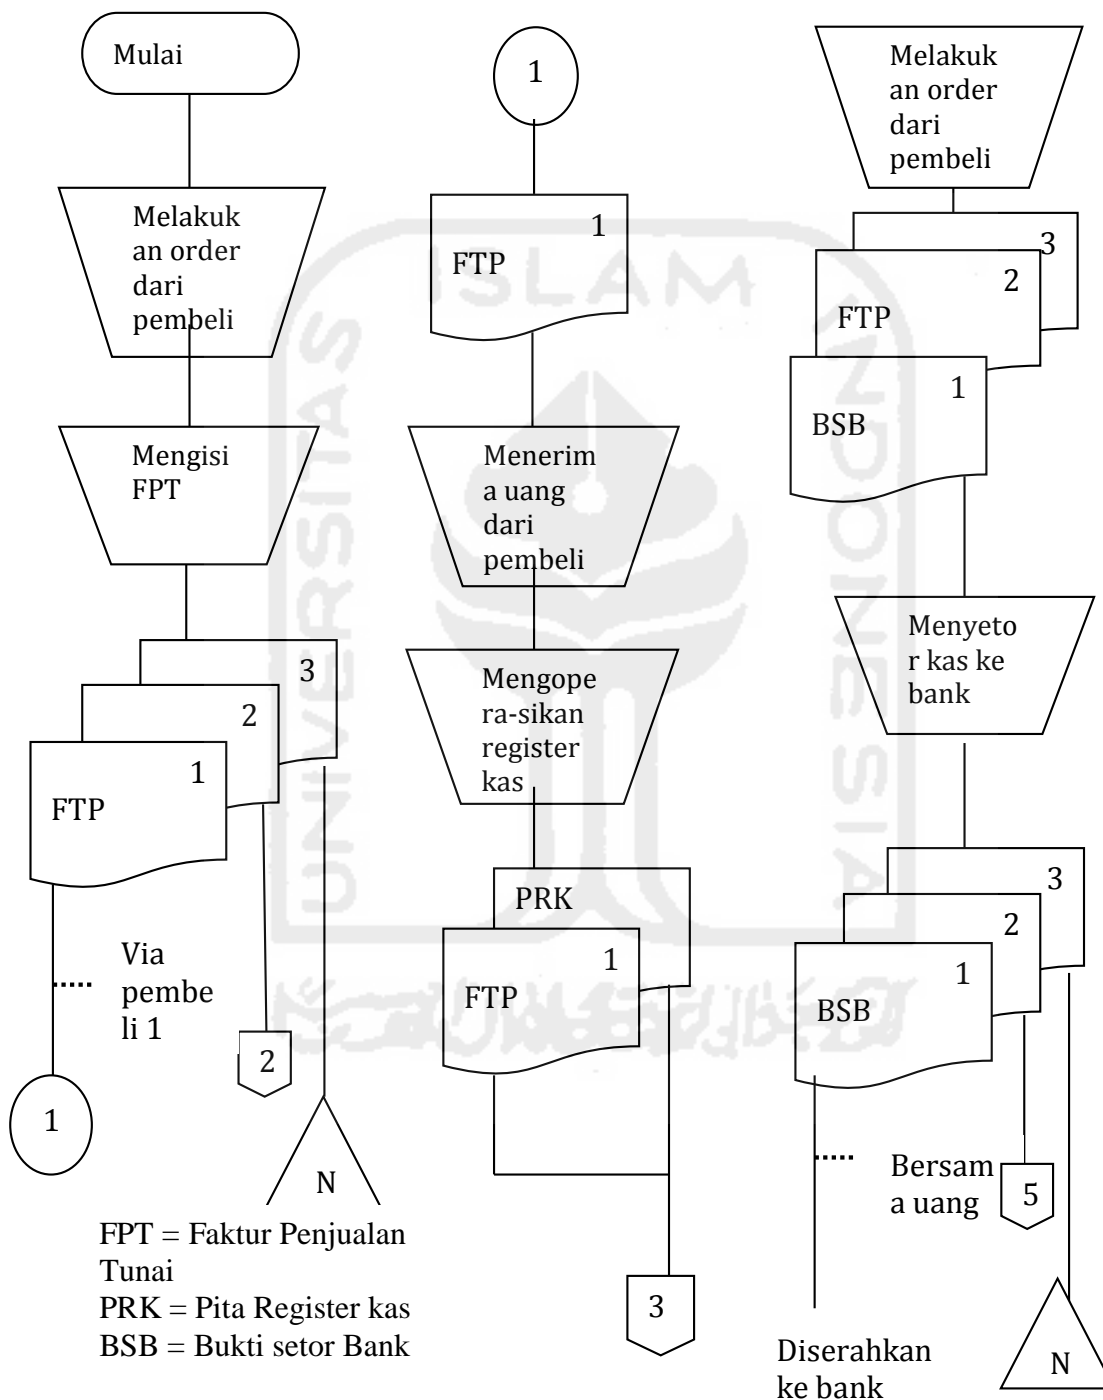 Mulai
Melakuk
an order
dari
pembeli
Mengisi
FPT
3
2
1
FTP
Via
pembe
li 1
2
1
N
FPT = Faktur Penjualan
Tunai
PRK = Pita Register kas
BSB = Bukti setor Bank
1
1
FTP
Menerim
a uang
dari
pembeli
Mengope
ra-sikan
register
kas
PRK
1
FTP
3
Melakuk
an order
dari
pembeli
3
2
FTP
1
BSB
Menyeto
r kas ke
bank
3
2
1
BSB
Bersam
a uang
5
Diserahkan
ke bank
N
UNIVERSITAS
ISLAM
INDONESIA